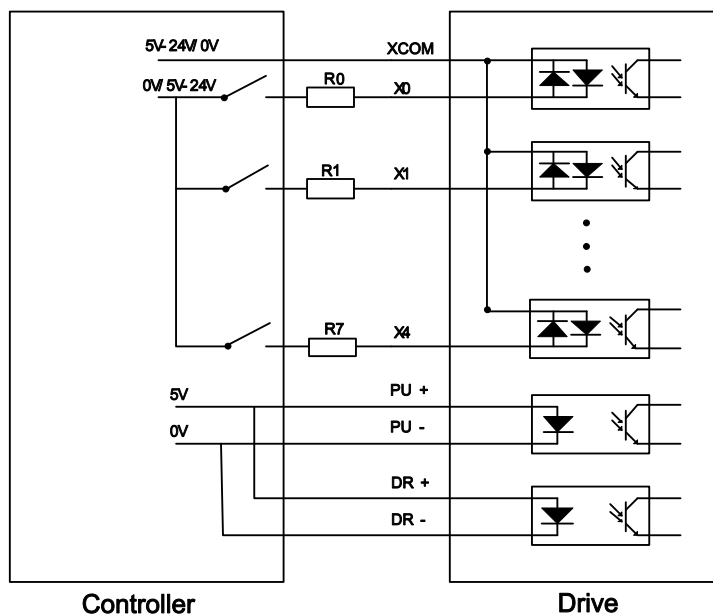 5V-24V/0V
XCOM
0V/5V-24V
R0
X0
R1
X1
R7
X4
5V
PU +
0V
PU -
DR +
DR -
Controller
Drive